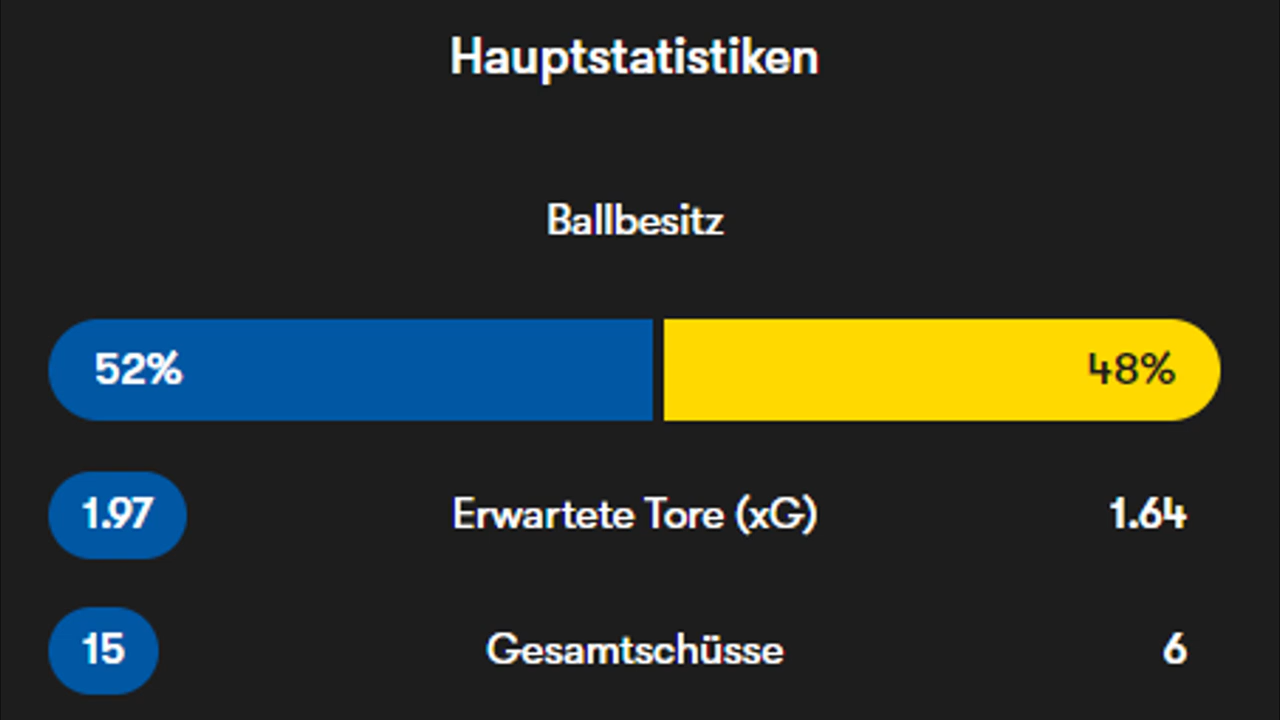 Hauptstatistiken
Ballbesitz
52% 48%
1.97 Erwartete Tore (xG) 1.64
15 Gesamtschüsse 6